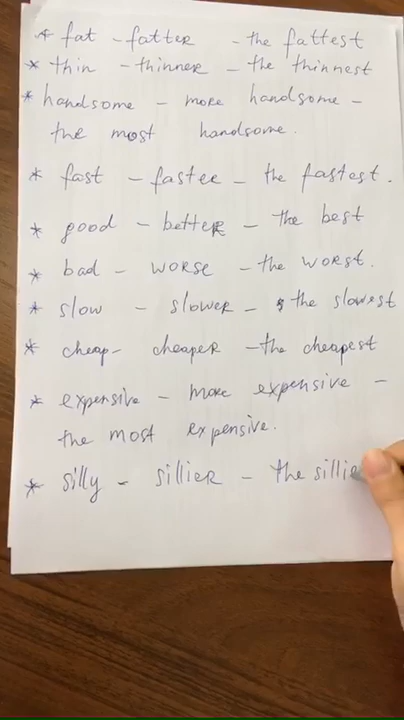 * fat - fatter - the fattest
* thin - thinner - the thinnest
* handsome - more handsome -
the most handsome.
* fast - faster - the fastest.
* good - better - the best
* bad - worse - the worst.
* slow - slower - the slowest
* cheap - cheaper - the cheapest
* expensive - more expensive -
the most expensive.
* silly - sillier - the sillie